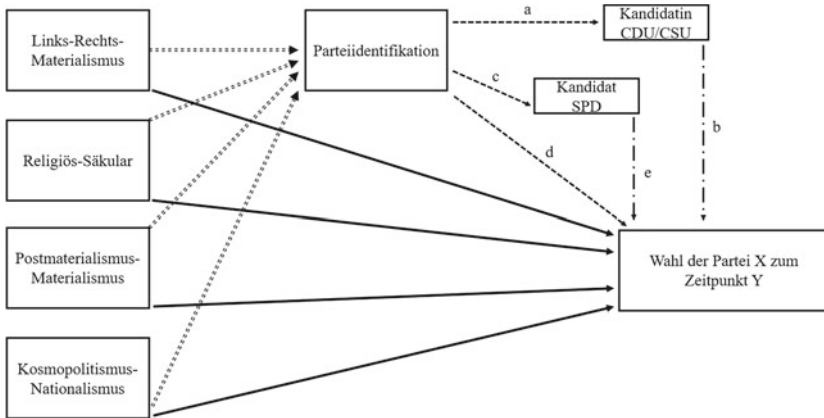 Links-Rechts-
Materialismus
Parteiidentifikation
a
Kandidatin
CDU/CSU
c
Kandidat
SPD
b
Religiös-Säkular
d
e
Postmaterialismus-
Materialismus
Wahl der Partei X zum
Zeitpunkt Y
Kosmopolitismus-
Nationalismus